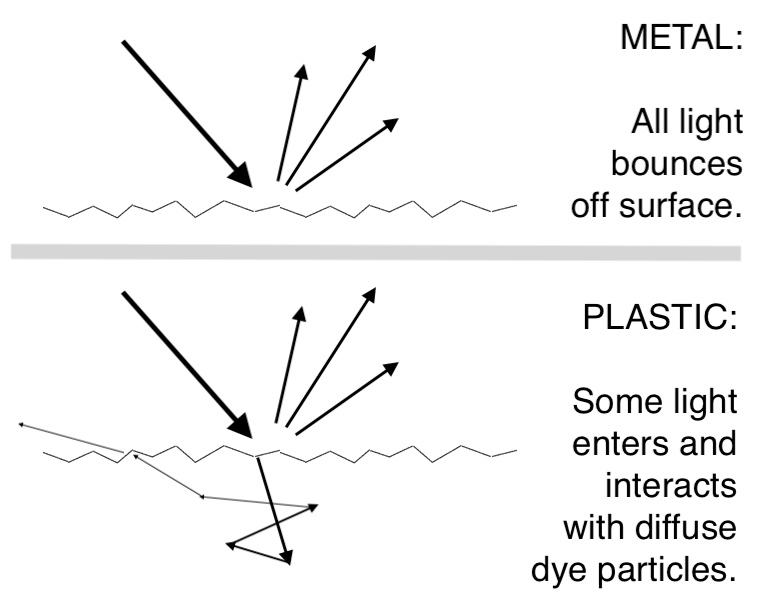 METAL:
All light
bounces
off surface.
PLASTIC:
Some light
enters and
interacts
with diffuse
dye particles.